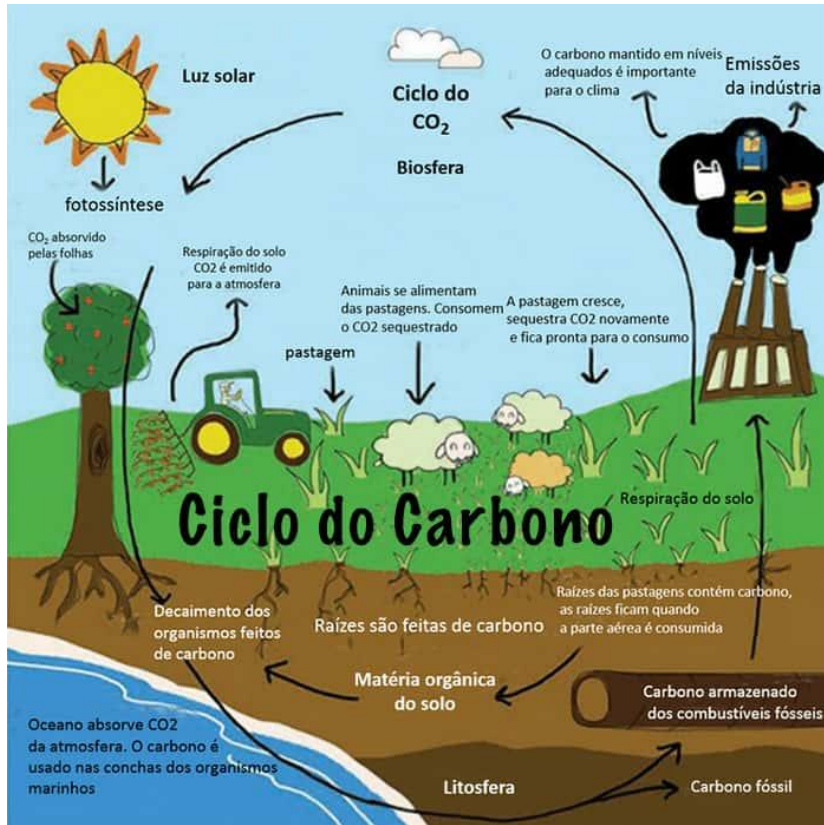 Luz solar
Ciclo do
CO₂
Biosfera
O carbono mantido em níveis
adequados é importante
para o clima
Emissões
da indústria
fotossíntese
CO₂ absorvido
pelas folhas
Respiração do solo
CO2 é emitido
para a atmosfera
Animais se alimentam
das pastagens. Consomem
o CO2 sequestrado
A pastagem cresce,
sequestra CO2 novamente
e fica pronta para o consumo
pastagem
Respiração do solo
Ciclo do Carbono
Decaimento dos
organismos feitos
de carbono
Raízes são feitas de carbono
Raízes das pastagens contém carbono,
as raízes ficam quando
a parte aérea é consumida
Matéria orgânica
do solo
Carbono armazenado
dos combustíveis fósseis
Oceano absorve CO2
da atmosfera. O carbono é
usado nas conchas dos organismos
marinhos
Litosfera
Carbono fóssil